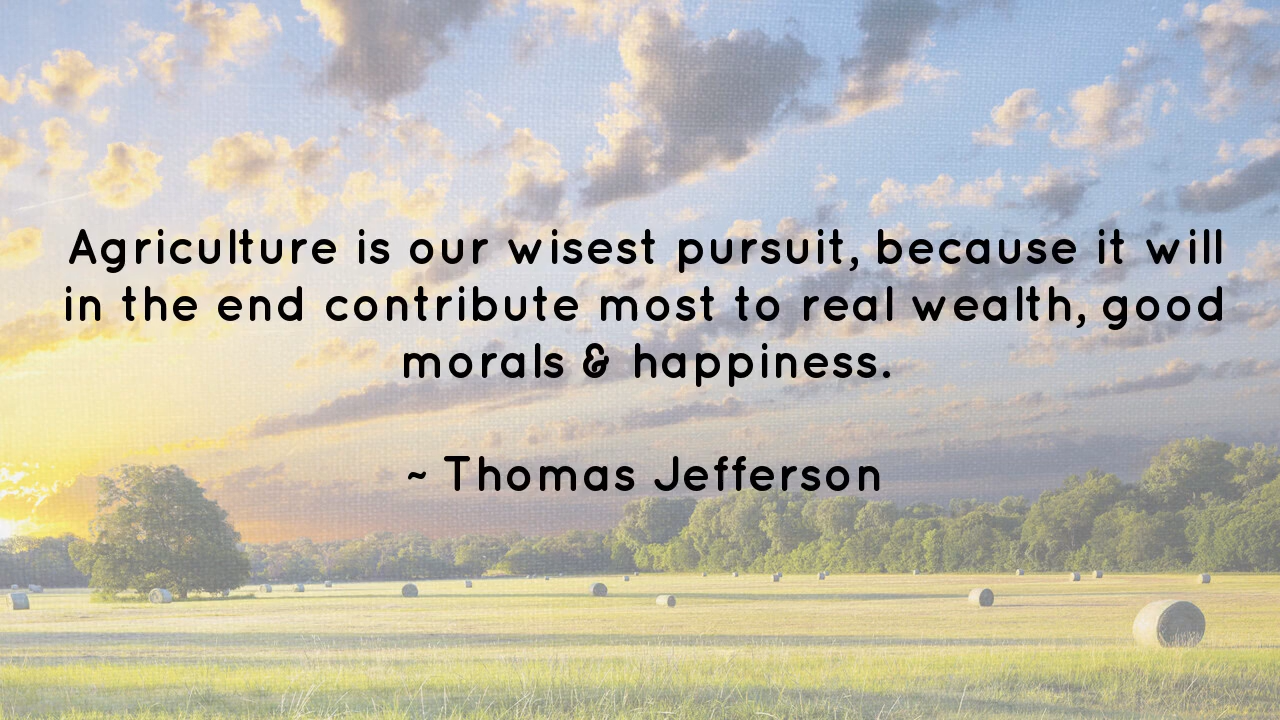 Agriculture is our wisest pursuit, because it will
in the end contribute most to real wealth, good
morals & happiness.
~ Thomas Jefferson